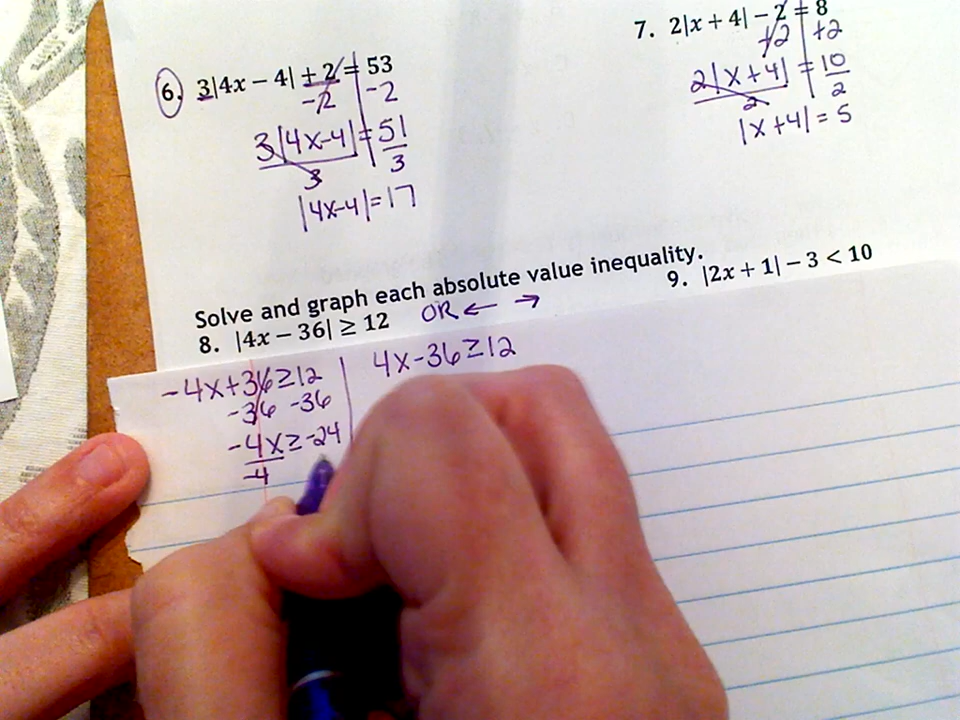 6. 3|4x − 4| + 2 = 53
−2 −2
3|4x−4| = 51
3 3
|4x−4| = 17
7. 2|x + 4| − 2 = 8
+2 +2
2|x+4| = 10
2 2
|x+4| = 5
Solve and graph each absolute value inequality.
8. |4x − 36| ≥ 12 OR ← →
−4x+36≥12
−36 −36
−4x≥−24
−4
4x−36≥12
9. |2x + 1| − 3 < 10